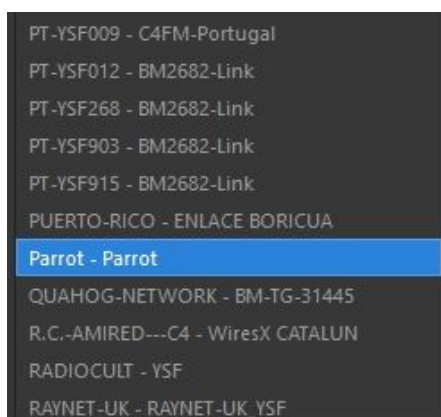 PT-YSF009 - C4FM-Portugal
PT-YSF012 - BM2682-Link
PT-YSF268 - BM2682-Link
PT-YSF903 - BM2682-Link
PT-YSF915 - BM2682-Link
PUERTO-RICO - ENLACE BORICUA
Parrot - Parrot
QUAHOG-NETWORK - BM-TG-31445
R.C.-AMIRED---C4 - WiresX CATALUN
RADIOCULT - YSF
RAYNET-UK - RAYNET-UK YSF